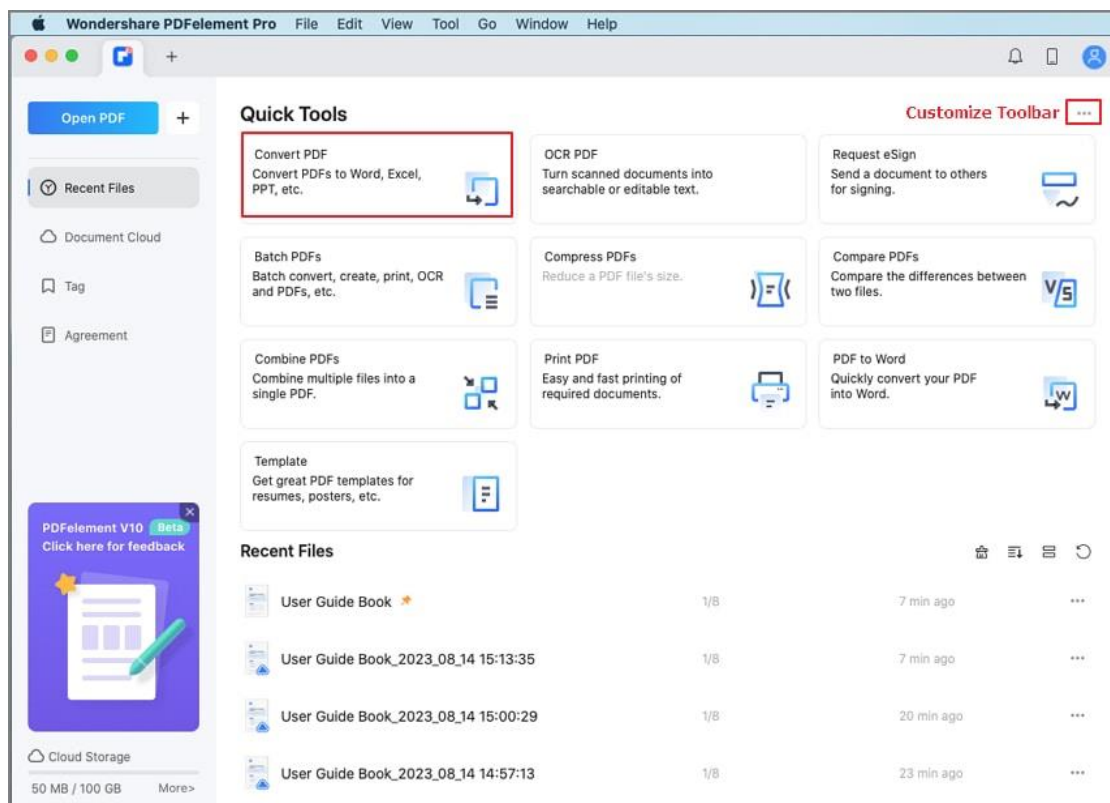 Wondershare PDFelement Pro File Edit View Tool Go Window Help
Open PDF
Recent Files
Document Cloud
Tag
Agreement
Quick Tools
Customize Toolbar
Convert PDF
Convert PDFs to Word, Excel,
PPT, etc.
OCR PDF
Turn scanned documents into
searchable or editable text.
Request eSign
Send a document to others
for signing.
Batch PDFs
Batch convert, create, print, OCR
and PDFs, etc.
Compress PDFs
Reduce a PDF file's size.
Compare PDFs
Compare the differences between
two files.
V/S
Combine PDFs
Combine multiple files into a
single PDF.
Print PDF
Easy and fast printing of
required documents.
PDF to Word
Quickly convert your PDF
into Word.
W
Template
Get great PDF templates for
resumes, posters, etc.
PDFelement V10 Beta
Click here for feedback
Cloud Storage
50 MB / 100 GB More>
Recent Files
User Guide Book 1/8 7 min ago
User Guide Book_2023_08_14 15:13:35 1/8 7 min ago
User Guide Book_2023_08_14 15:00:29 1/8 20 min ago
User Guide Book_2023_08_14 14:57:13 1/8 23 min ago